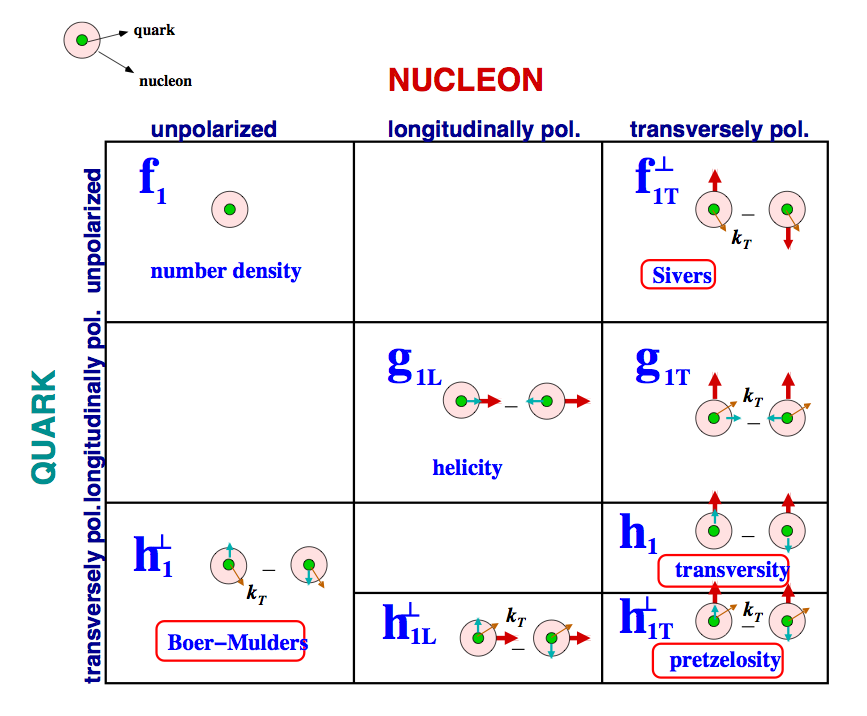 quark
nucleon
NUCLEON
unpolarized
longitudinally pol.
transversely pol.
QUARK
unpolarized
f₁
number density
f⊥1T
–
kT
Sivers
longitudinally pol.
g1L
–
helicity
g1T
kT
–
transversely pol.
h⊥1
–
kT
Boer–Mulders
h1
–
transversity
h⊥1L
kT
–
h⊥1T
kT
–
pretzelosity